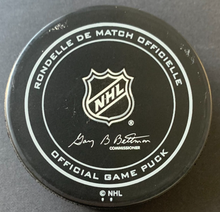 RONDELLE DE MATCH OFFICIELLE
NHL
®
Gary B Bettman
COMMISSIONER
OFFICIAL GAME PUCK
© NHL